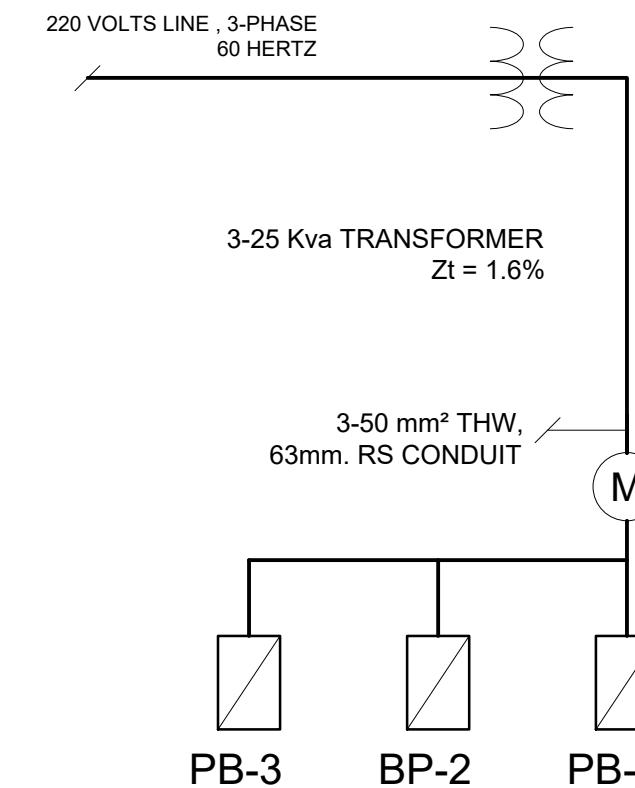 220 VOLTS LINE , 3-PHASE
60 HERTZ
3-25 Kva TRANSFORMER
Zt = 1.6%
3-50 mm² THW,
63mm. RS CONDUIT
M
PB-3 BP-2 PB-